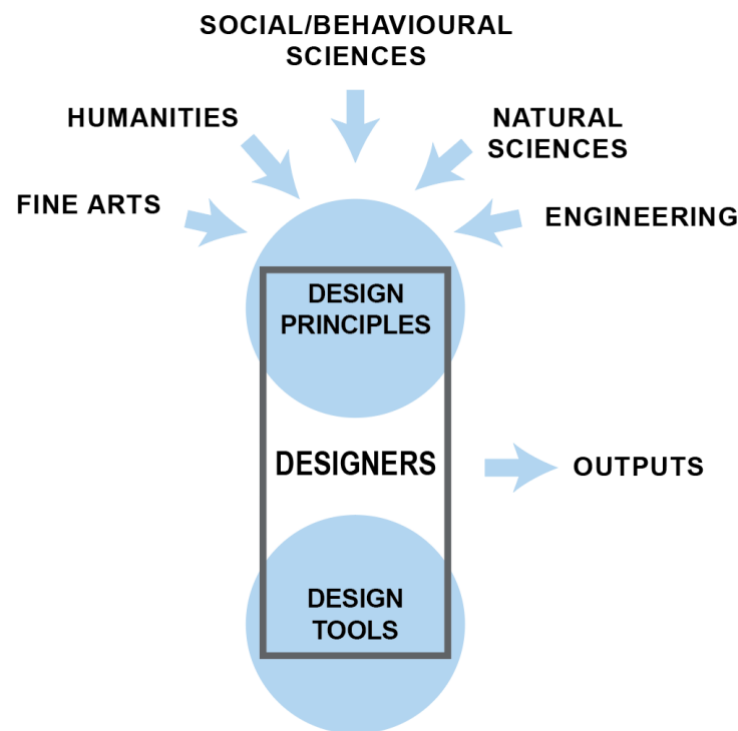 SOCIAL/BEHAVIOURAL
SCIENCES
HUMANITIES
NATURAL
SCIENCES
FINE ARTS
ENGINEERING
DESIGN
PRINCIPLES
DESIGNERS
OUTPUTS
DESIGN
TOOLS